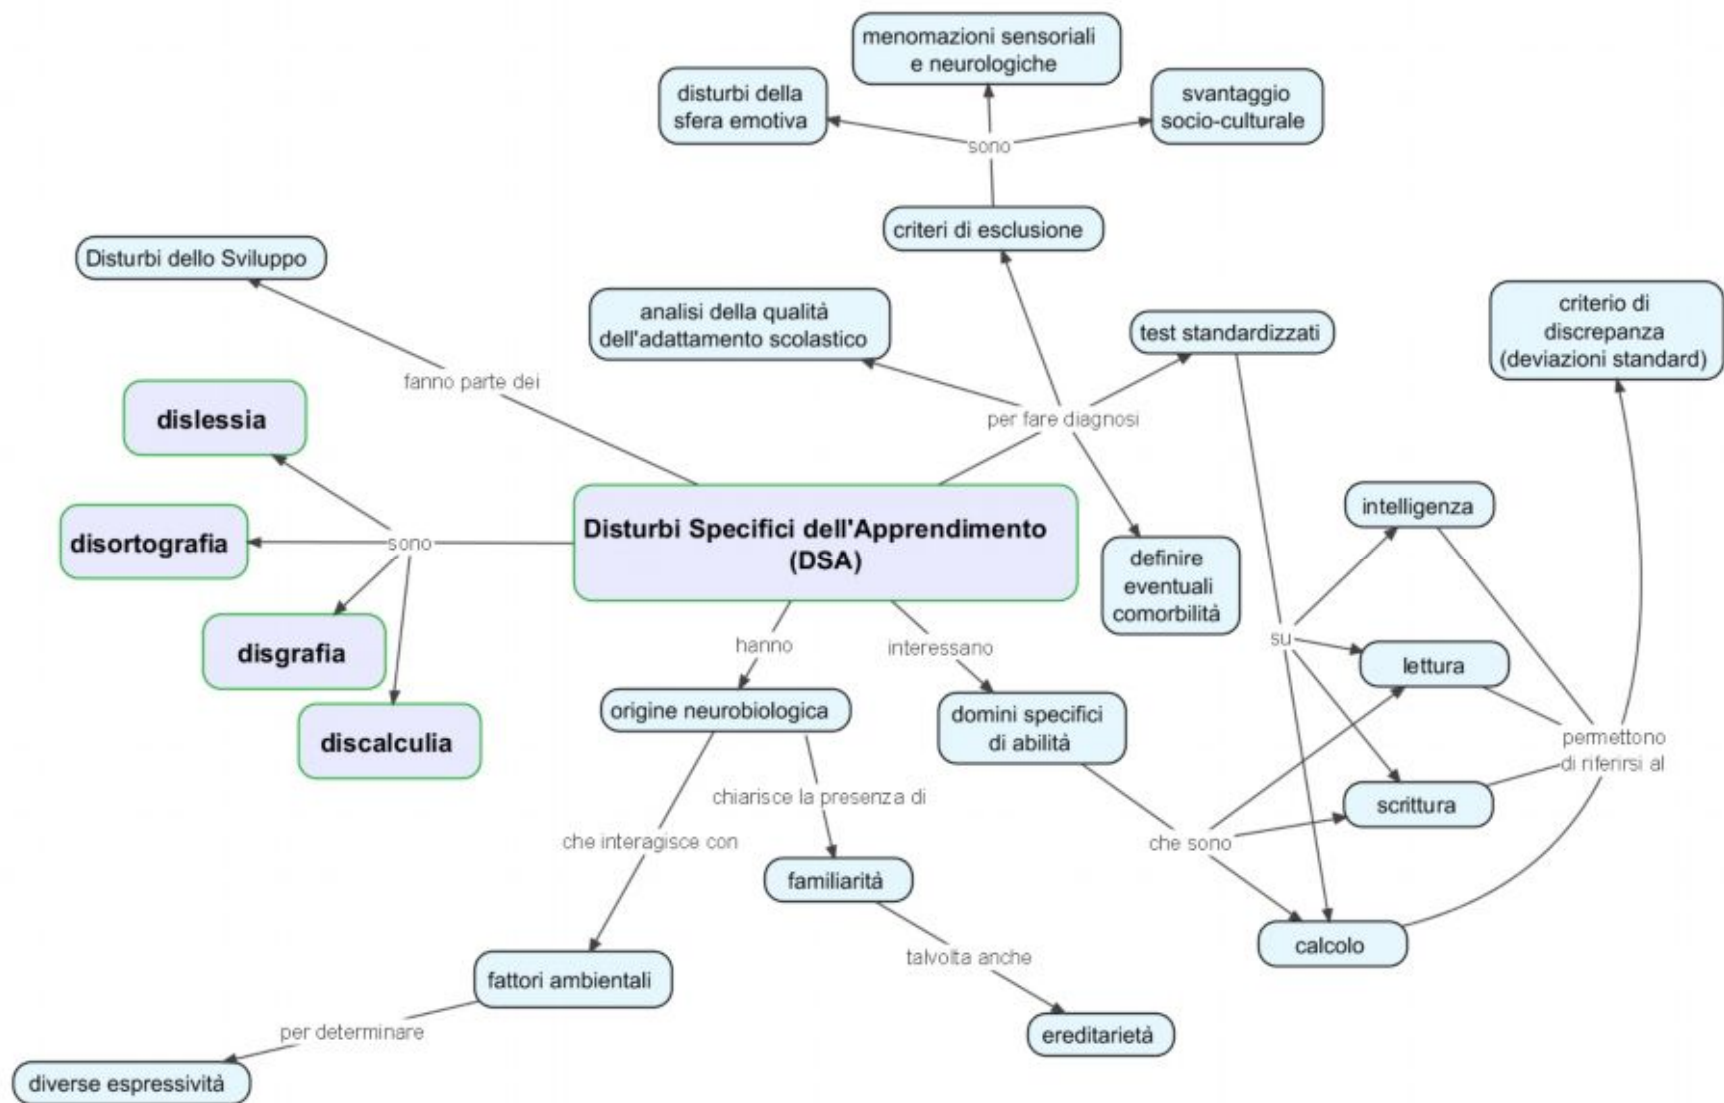 menomazioni sensoriali
e neurologiche
disturbi della
sfera emotiva
svantaggio
socio-culturale
sono
criteri di esclusione
Disturbi dello Sviluppo
analisi della qualità
dell'adattamento scolastico
test standardizzati
criterio di
discrepanza
(deviazioni standard)
fanno parte dei
per fare diagnosi
dislessia
disortografia
sono
disgrafia
discalculia
Disturbi Specifici dell'Apprendimento
(DSA)
definire
eventuali
comorbilità
intelligenza
su
lettura
hanno
interessano
origine neurobiologica
domini specifici
di abilità
permettono
di riferirsi al
scrittura
chiarisce la presenza di
che interagisce con
che sono
familiarità
calcolo
talvolta anche
fattori ambientali
ereditarietà
per determinare
diverse espressività